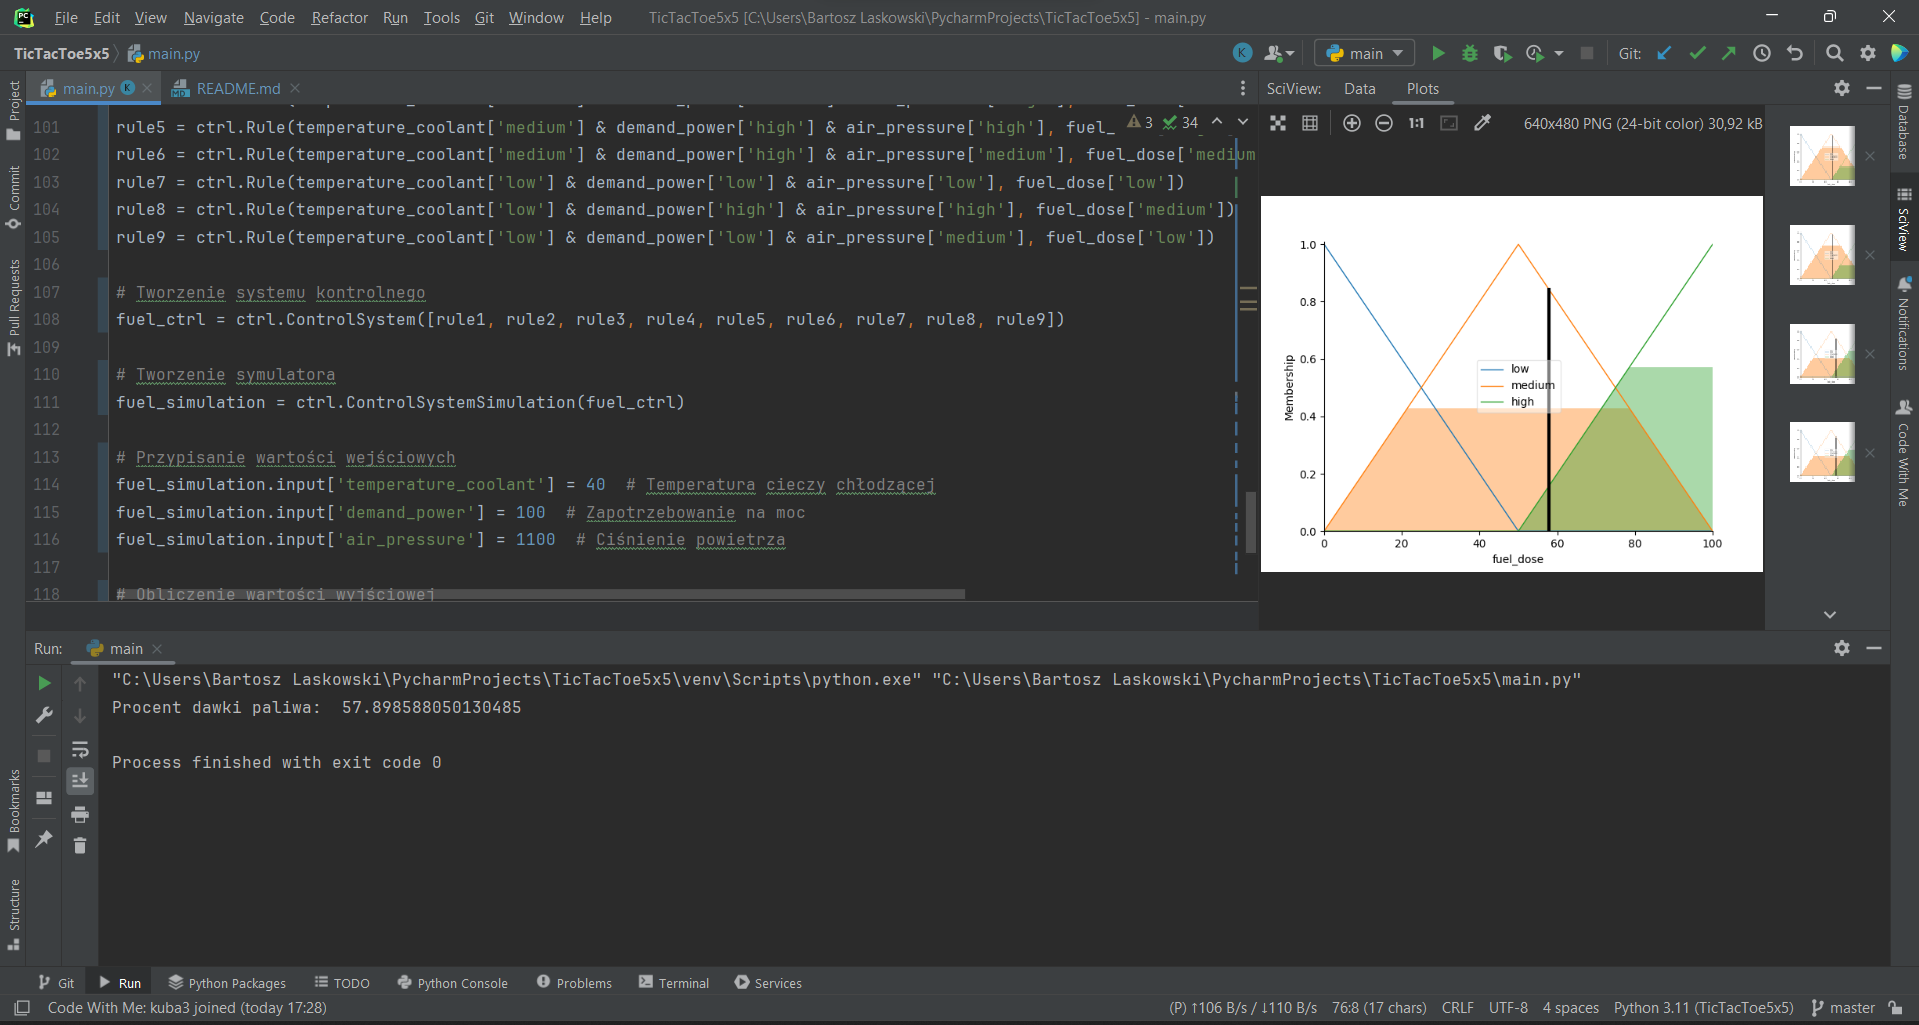 File Edit View Navigate Code Refactor Run Tools Git Window Help TicTacToe5x5 [C:\Users\Bartosz Laskowski\PycharmProjects\TicTacToe5x5] - main.py
TicTacToe5x5 main.py K main Git:
main.py K README.md
SciView: Data Plots
101 rule5 = ctrl.Rule(temperature_coolant['medium'] & demand_power['high'] & air_pressure['high'], fuel_
3 34
102 rule6 = ctrl.Rule(temperature_coolant['medium'] & demand_power['high'] & air_pressure['medium'], fuel_dose['medium
103 rule7 = ctrl.Rule(temperature_coolant['low'] & demand_power['low'] & air_pressure['low'], fuel_dose['low'])
104 rule8 = ctrl.Rule(temperature_coolant['low'] & demand_power['high'] & air_pressure['high'], fuel_dose['medium'])
105 rule9 = ctrl.Rule(temperature_coolant['low'] & demand_power['low'] & air_pressure['medium'], fuel_dose['low'])
106
107 # Tworzenie systemu kontrolnego
108 fuel_ctrl = ctrl.ControlSystem([rule1, rule2, rule3, rule4, rule5, rule6, rule7, rule8, rule9])
109
110 # Tworzenie symulatora
111 fuel_simulation = ctrl.ControlSystemSimulation(fuel_ctrl)
112
113 # Przypisanie wartości wejściowych
114 fuel_simulation.input['temperature_coolant'] = 40 # Temperatura cieczy chłodzącej
115 fuel_simulation.input['demand_power'] = 100 # Zapotrzebowanie na moc
116 fuel_simulation.input['air_pressure'] = 1100 # Ciśnienie powietrza
117
118 # Obliczenie wartości wyjściowej
1:1 640x480 PNG (24-bit color) 30,92 kB
1.0
0.8
0.6
0.4
0.2
0.0
Membership
low
medium
high
0 20 40 60 80 100
fuel_dose
Project
Commit
Pull Requests
Bookmarks
Structure
Database
SciView
Notifications
Code With Me
Run: main
"C:\Users\Bartosz Laskowski\PycharmProjects\TicTacToe5x5\venv\Scripts\python.exe" "C:\Users\Bartosz Laskowski\PycharmProjects\TicTacToe5x5\main.py"
Procent dawki paliwa:  57.898588050130485
Process finished with exit code 0
Git Run Python Packages TODO Python Console Problems Terminal Services
Code With Me: kuba3 joined (today 17:28) (P) ↑106 B/s / ↓110 B/s 76:8 (17 chars) CRLF UTF-8 4 spaces Python 3.11 (TicTacToe5x5) master